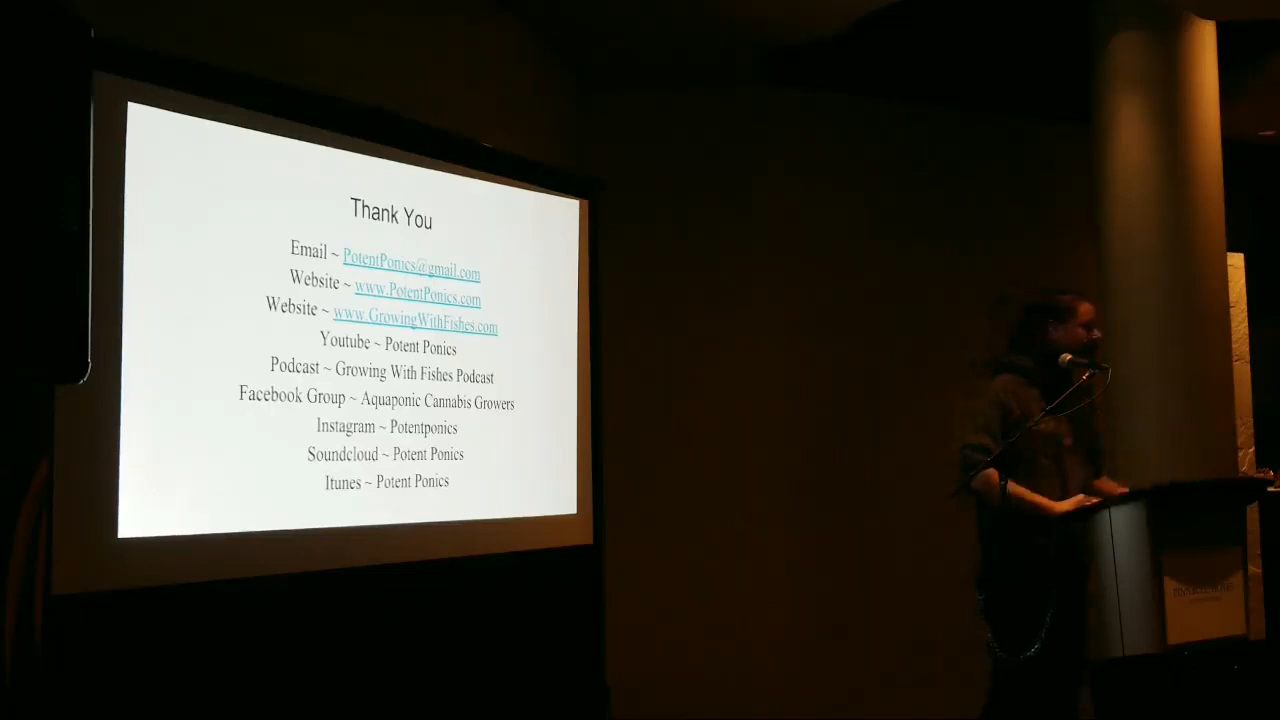 Thank You
Email ~ PotentPonics@gmail.com
Website ~ www.PotentPonics.com
Website ~ www.GrowingWithFishes.com
Youtube ~ Potent Ponics
Podcast ~ Growing With Fishes Podcast
Facebook Group ~ Aquaponic Cannabis Growers
Instagram ~ Potentponics
Soundcloud ~ Potent Ponics
Itunes ~ Potent Ponics